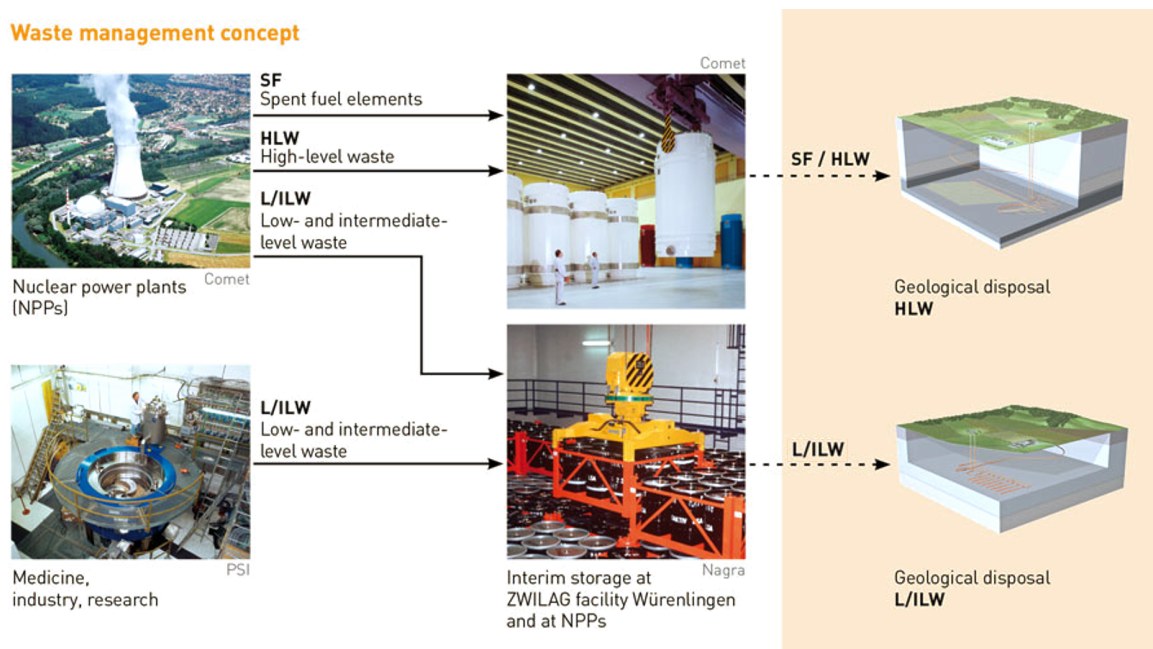 Waste management concept
Comet
SF
Spent fuel elements
HLW
High-level waste
L/ILW
Low- and intermediate-
level waste
Comet
Nuclear power plants
(NPPs)
SF / HLW
Geological disposal
HLW
L/ILW
Low- and intermediate-
level waste
PSI
Medicine,
industry, research
Nagra
Interim storage at
ZWILAG facility Würenlingen
and at NPPs
L/ILW
Geological disposal
L/ILW